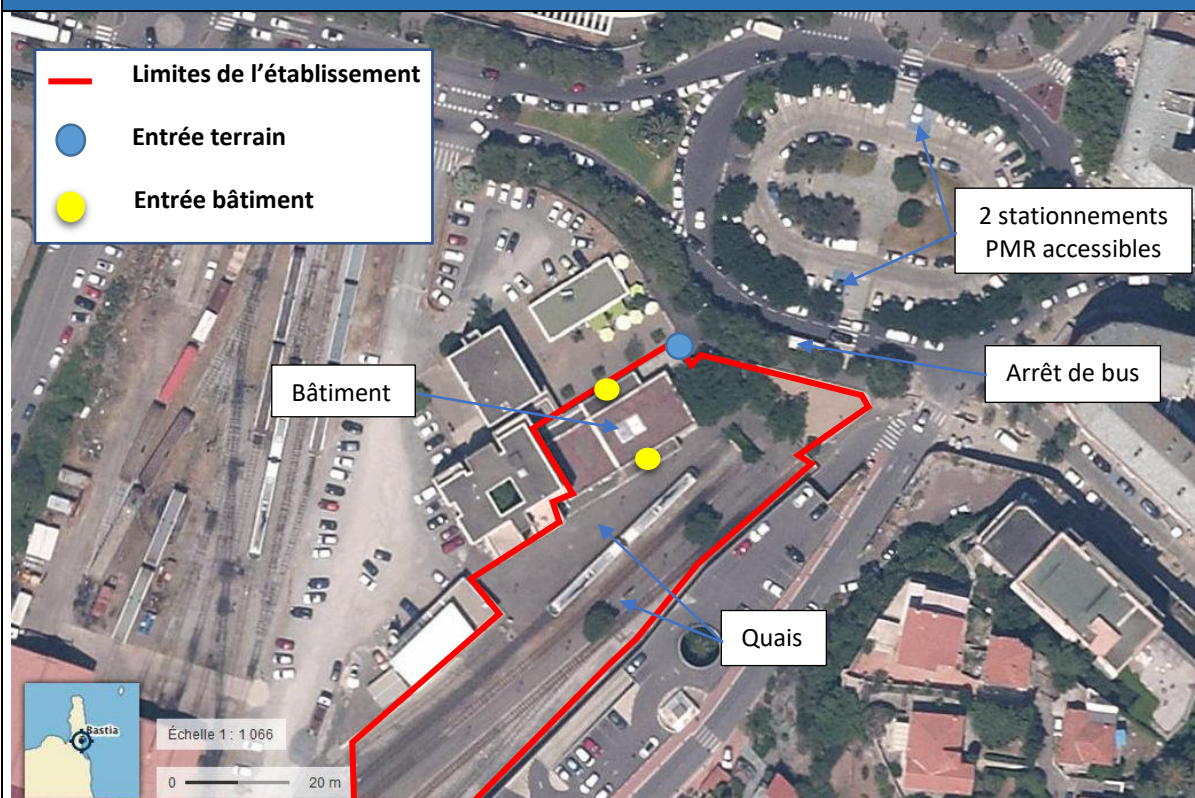 Limites de l’établissement
Entrée terrain
Entrée bâtiment
2 stationnements
PMR accessibles
Arrêt de bus
Bâtiment
Quais
Bastia
Échelle 1 : 1 066
0 20 m